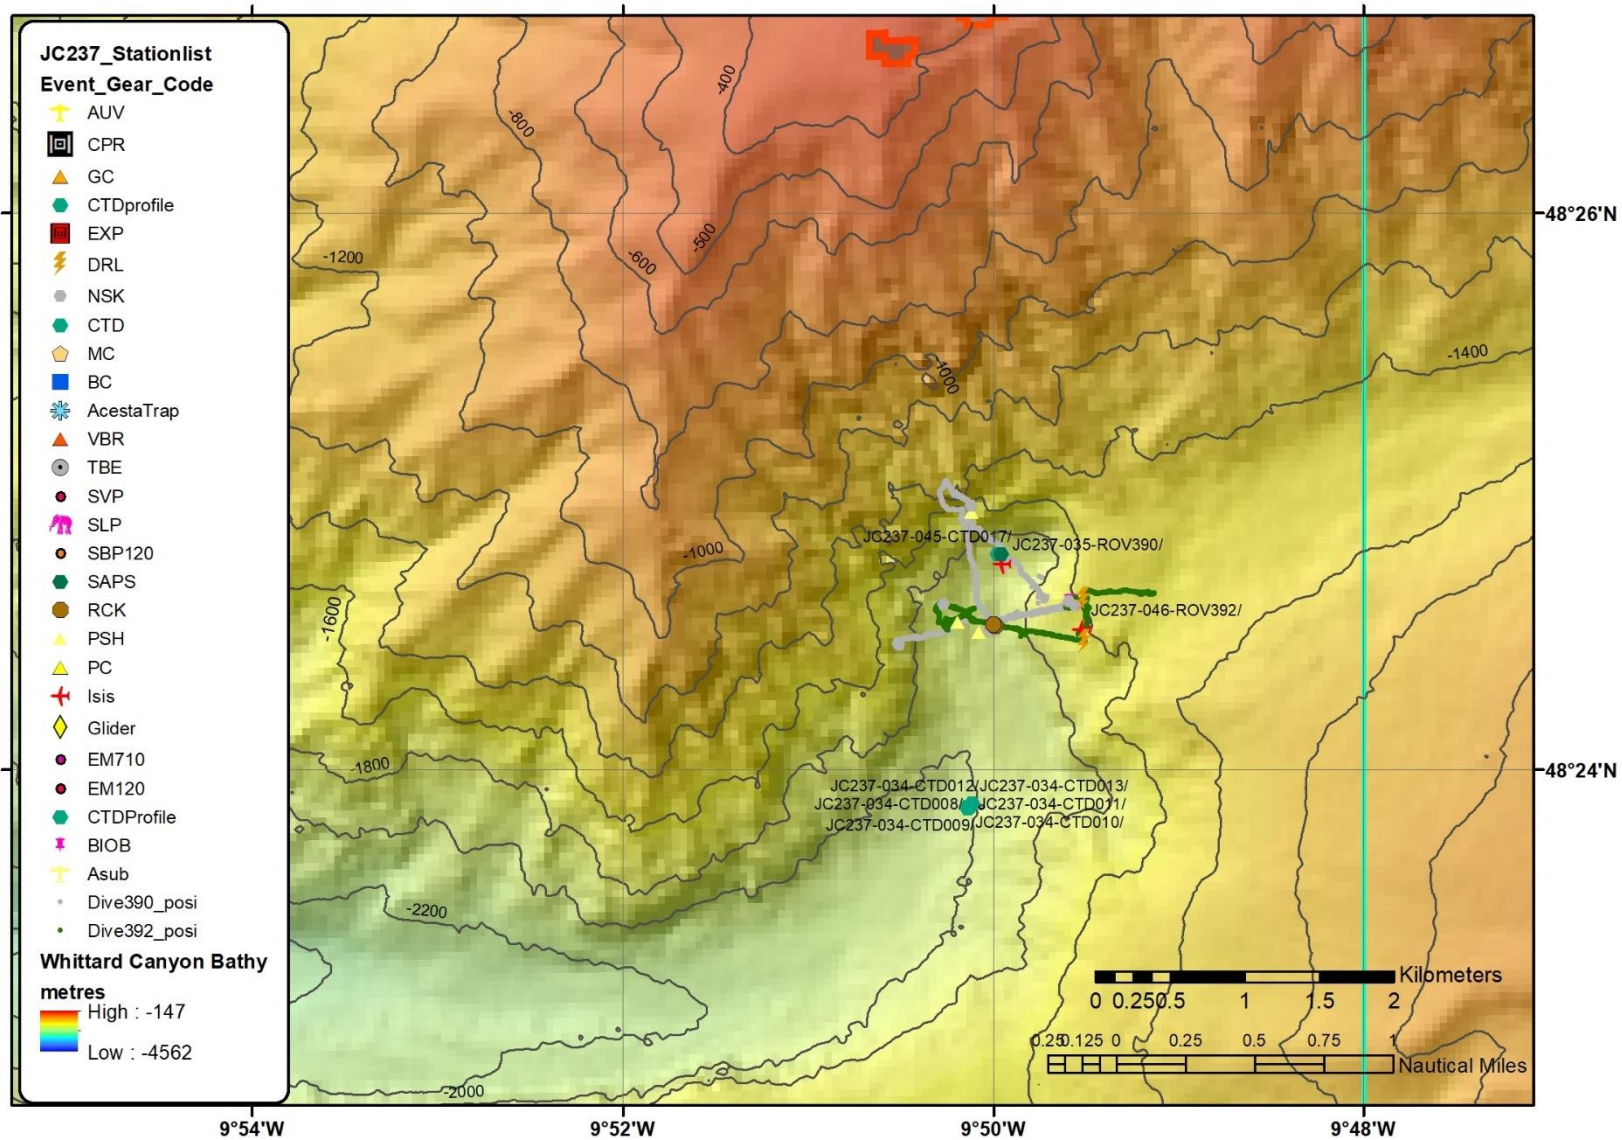 JC237_Stationlist
Event_Gear_Code
AUV
CPR
GC
CTDprofile
EXP
DRL
NSK
CTD
MC
BC
AcestaTrap
VBR
TBE
SVP
SLP
SBP120
SAPS
RCK
PSH
PC
Isis
Glider
EM710
EM120
CTDProfile
BIOB
Asub
Dive390_posi
Dive392_posi
Whittard Canyon Bathy
metres
High : -147
Low : -4562
-400
-800
-500
-600
-1200
-1000
-1400
-1000
-1600
-1800
-2200
-2000
JC237-045-CTD017/
JC237-035-ROV390/
JC237-046-ROV392/
JC237-034-CTD012/JC237-034-CTD013/
JC237-034-CTD008/JC237-034-CTD011/
JC237-034-CTD009/JC237-034-CTD010/
48°26'N
48°24'N
Kilometers
0 0.25 0.5 1 1.5 2
0.25 0.125 0 0.25 0.5 0.75 1
Nautical Miles
9°54'W 9°52'W 9°50'W 9°48'W